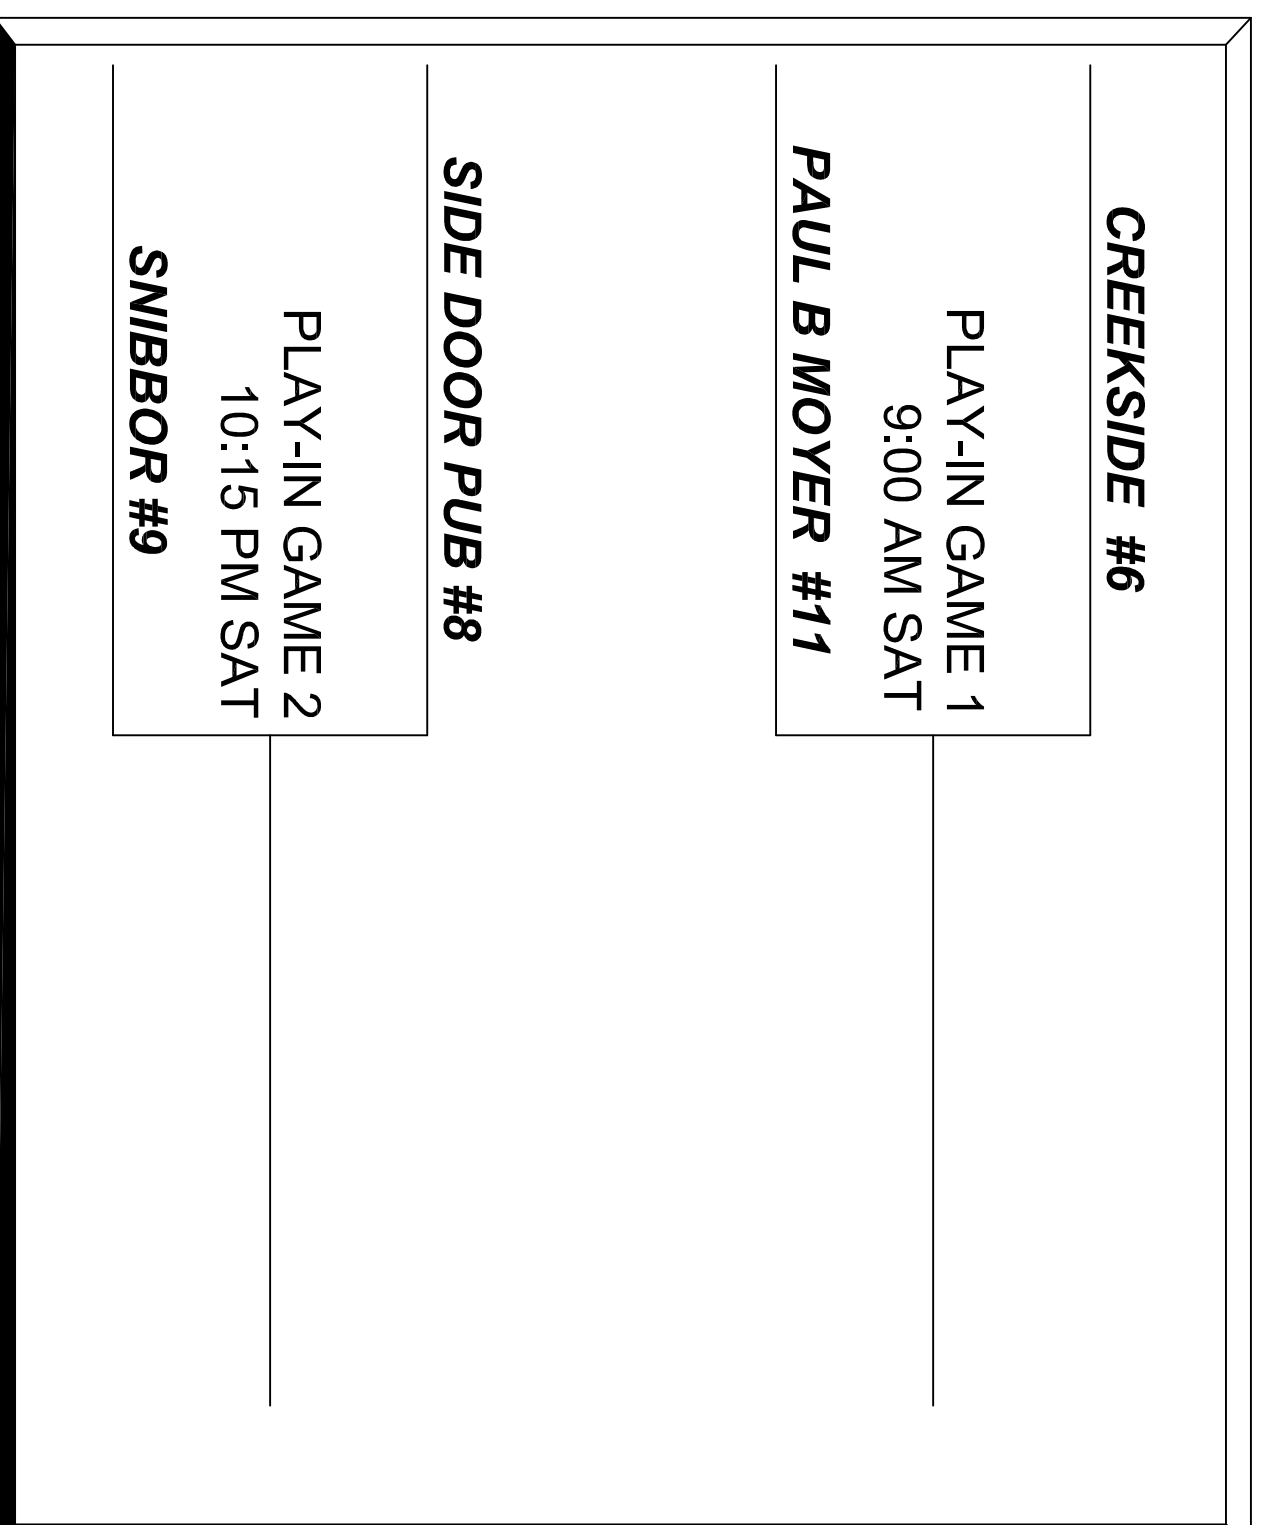 CREEKSIDE  #6
PLAY-IN GAME 1
9:00 AM SAT
PAUL B MOYER  #11
SIDE DOOR PUB #8
PLAY-IN GAME 2
10:15 PM SAT
SNIBBOR #9